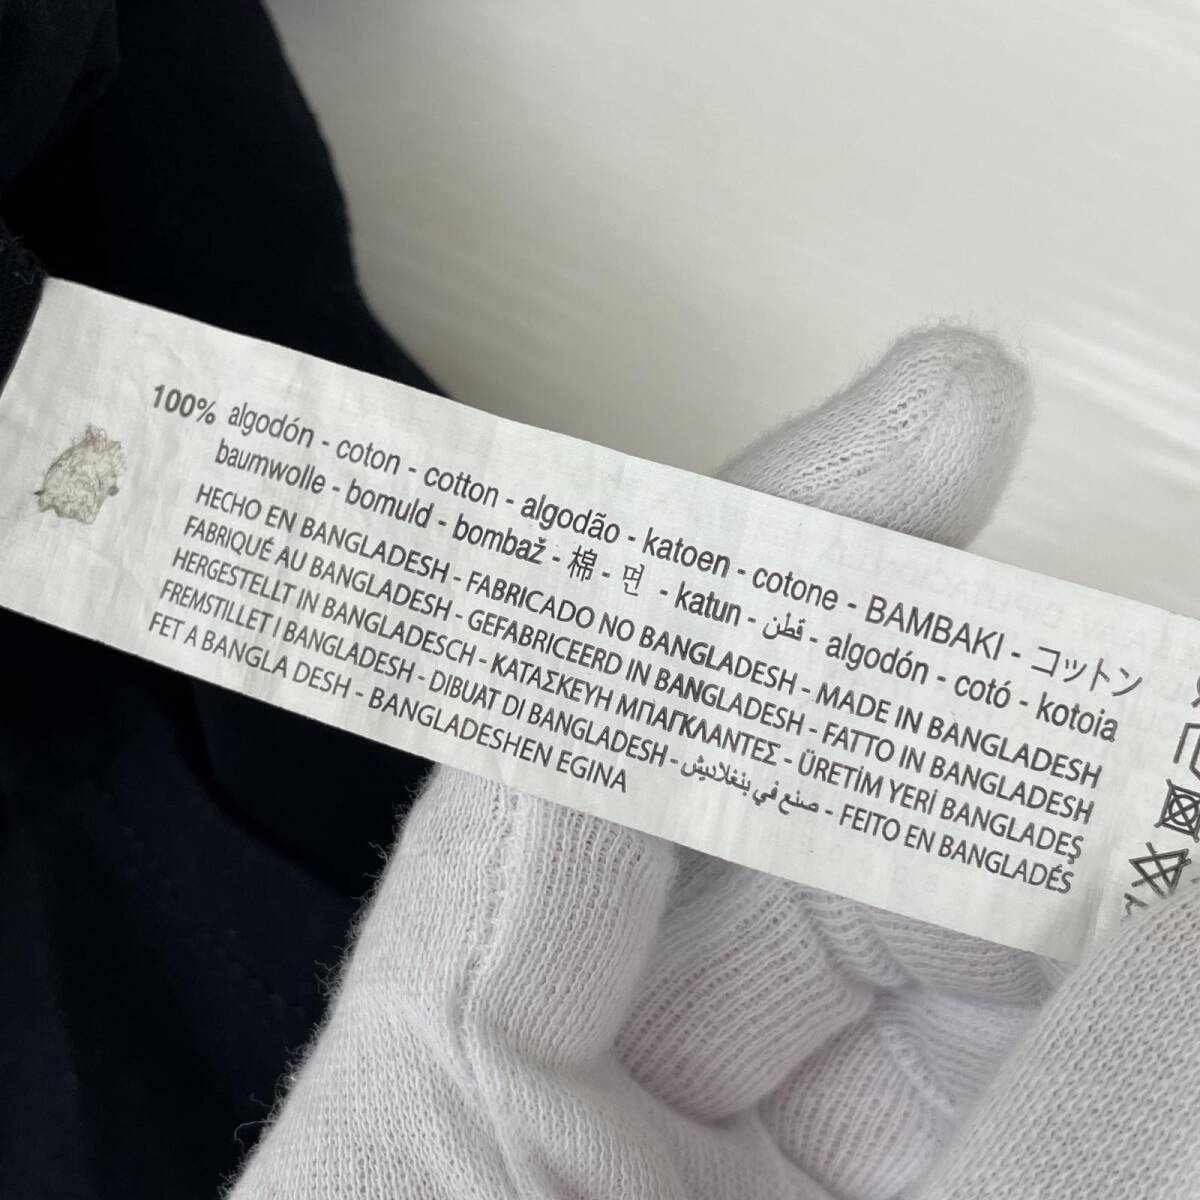 100% algodón - coton - cotton - algodão - katoen - cotone - BAMBAKI - コットン
baumwolle - bomuld - bombaž - 棉 - 면 - katun - قطن - algodón - cotó - kotoia
HECHO EN BANGLADESH - FABRICADO NO BANGLADESH - MADE IN BANGLADESH
FABRIQUÉ AU BANGLADESH - GEFABRICEERD IN BANGLADESH - FATTO IN BANGLADESH
HERGESTELLT IN BANGLADESCH - ΚΑΤΑΣΚΕΥΗ ΜΠΑΓΚΛΑΝΤΕΣ - ÜRETİM YERİ BANGLADEŞ
FREMSTILLET I BANGLADESH - DIBUAT DI BANGLADESH - صنع في بنغلاديش - FEITO EN BANGLADÉS
FET A BANGLA DESH - BANGLADESHEN EGINA